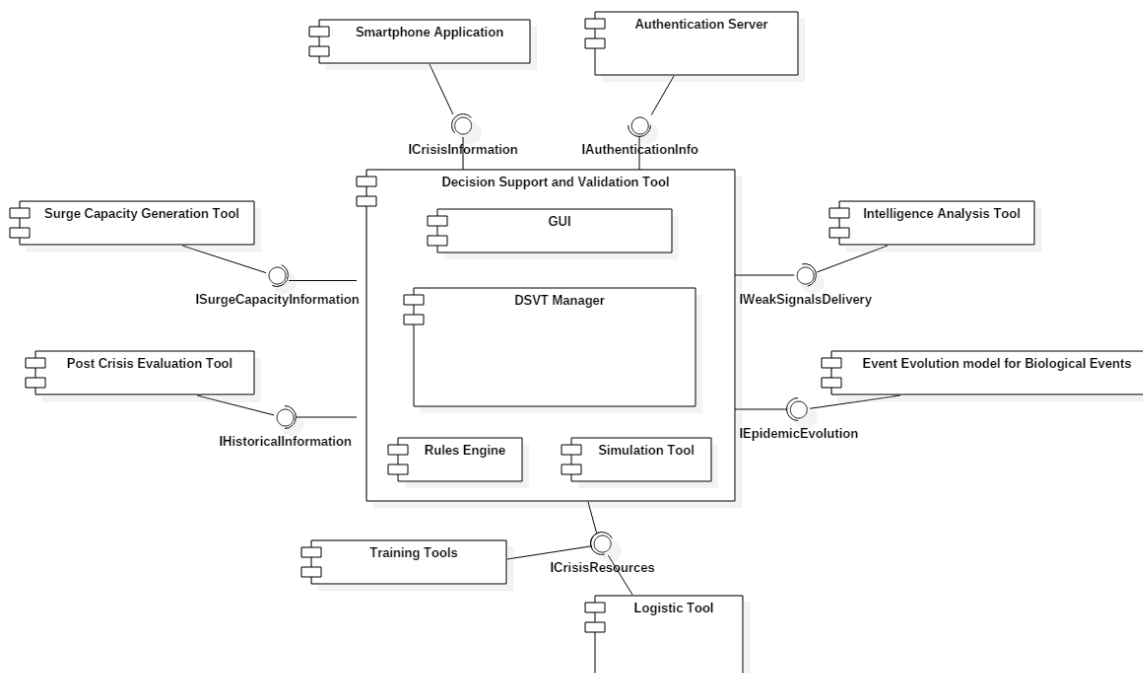 Smartphone Application
Authentication Server
ICrisisInformation
IAuthenticationInfo
Decision Support and Validation Tool
Surge Capacity Generation Tool
GUI
Intelligence Analysis Tool
ISurgeCapacityInformation
DSVT Manager
IWeakSignalsDelivery
Post Crisis Evaluation Tool
Event Evolution model for Biological Events
IHistoricalInformation
IEpidemicEvolution
Rules Engine
Simulation Tool
Training Tools
ICrisisResources
Logistic Tool